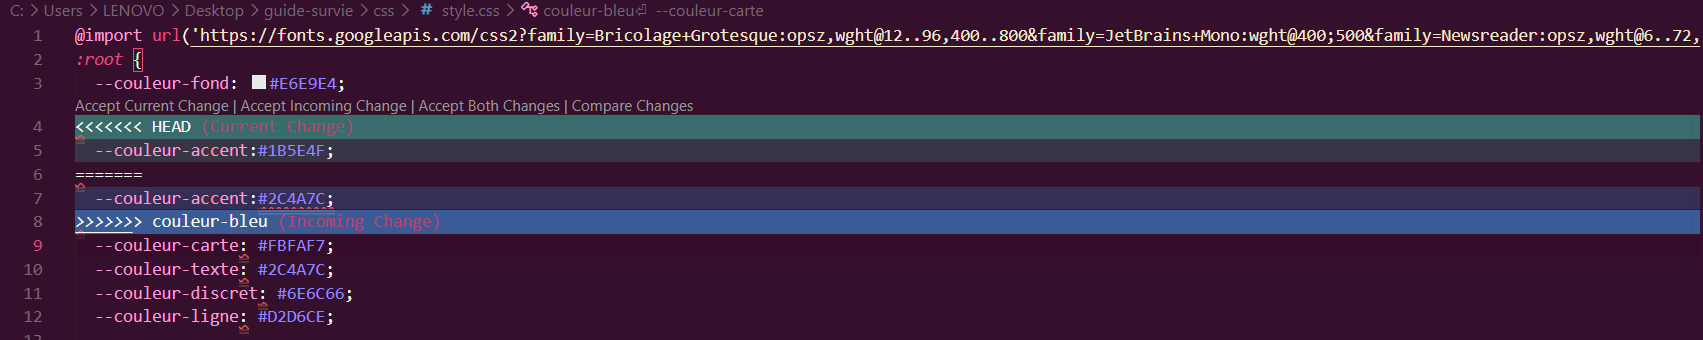 C: > Users > LENOVO > Desktop > guide-survie > css > # style.css > couleur-bleu⏎ --couleur-carte
1 @import url('https://fonts.googleapis.com/css2?family=Bricolage+Grotesque:opsz,wght@12..96,400..800&family=JetBrains+Mono:wght@400;500&family=Newsreader:opsz,wght@6..72,
2 :root {
3 --couleur-fond: #E6E9E4;
Accept Current Change | Accept Incoming Change | Accept Both Changes | Compare Changes
4 <<<<<<< HEAD (Current Change)
5 --couleur-accent:#1B5E4F;
6 =======
7 --couleur-accent:#2C4A7C;
8 >>>>>>> couleur-bleu (Incoming Change)
9 --couleur-carte: #FBFAF7;
10 --couleur-texte: #2C4A7C;
11 --couleur-discret: #6E6C66;
12 --couleur-ligne: #D2D6CE;